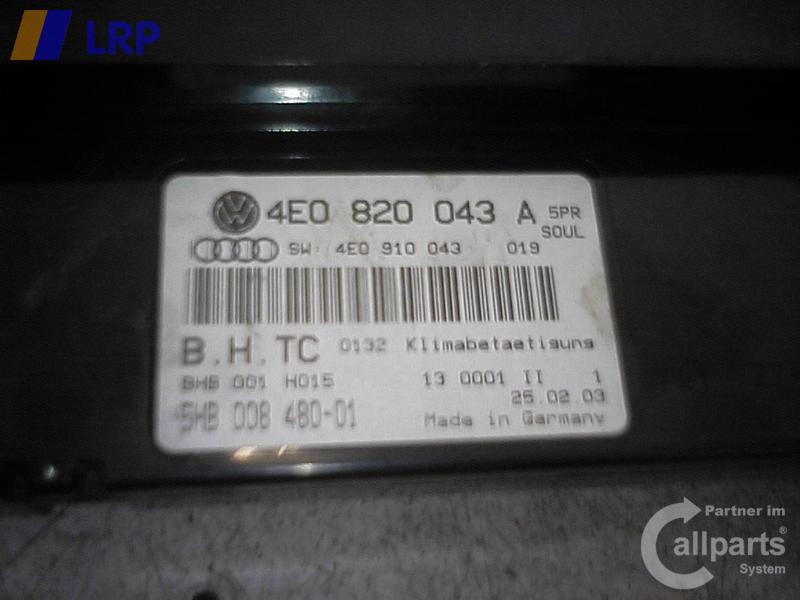 LRP
4E0 820 043 A 5PR
SOUL
SW: 4E0 910 043 019
B.H.TC 0132 Klimabetaetigung
BHB 001 H015 13 0001 II 1
25.02.03
5HB 008 480-01 Made in Germany
Partner im
Callparts®
System